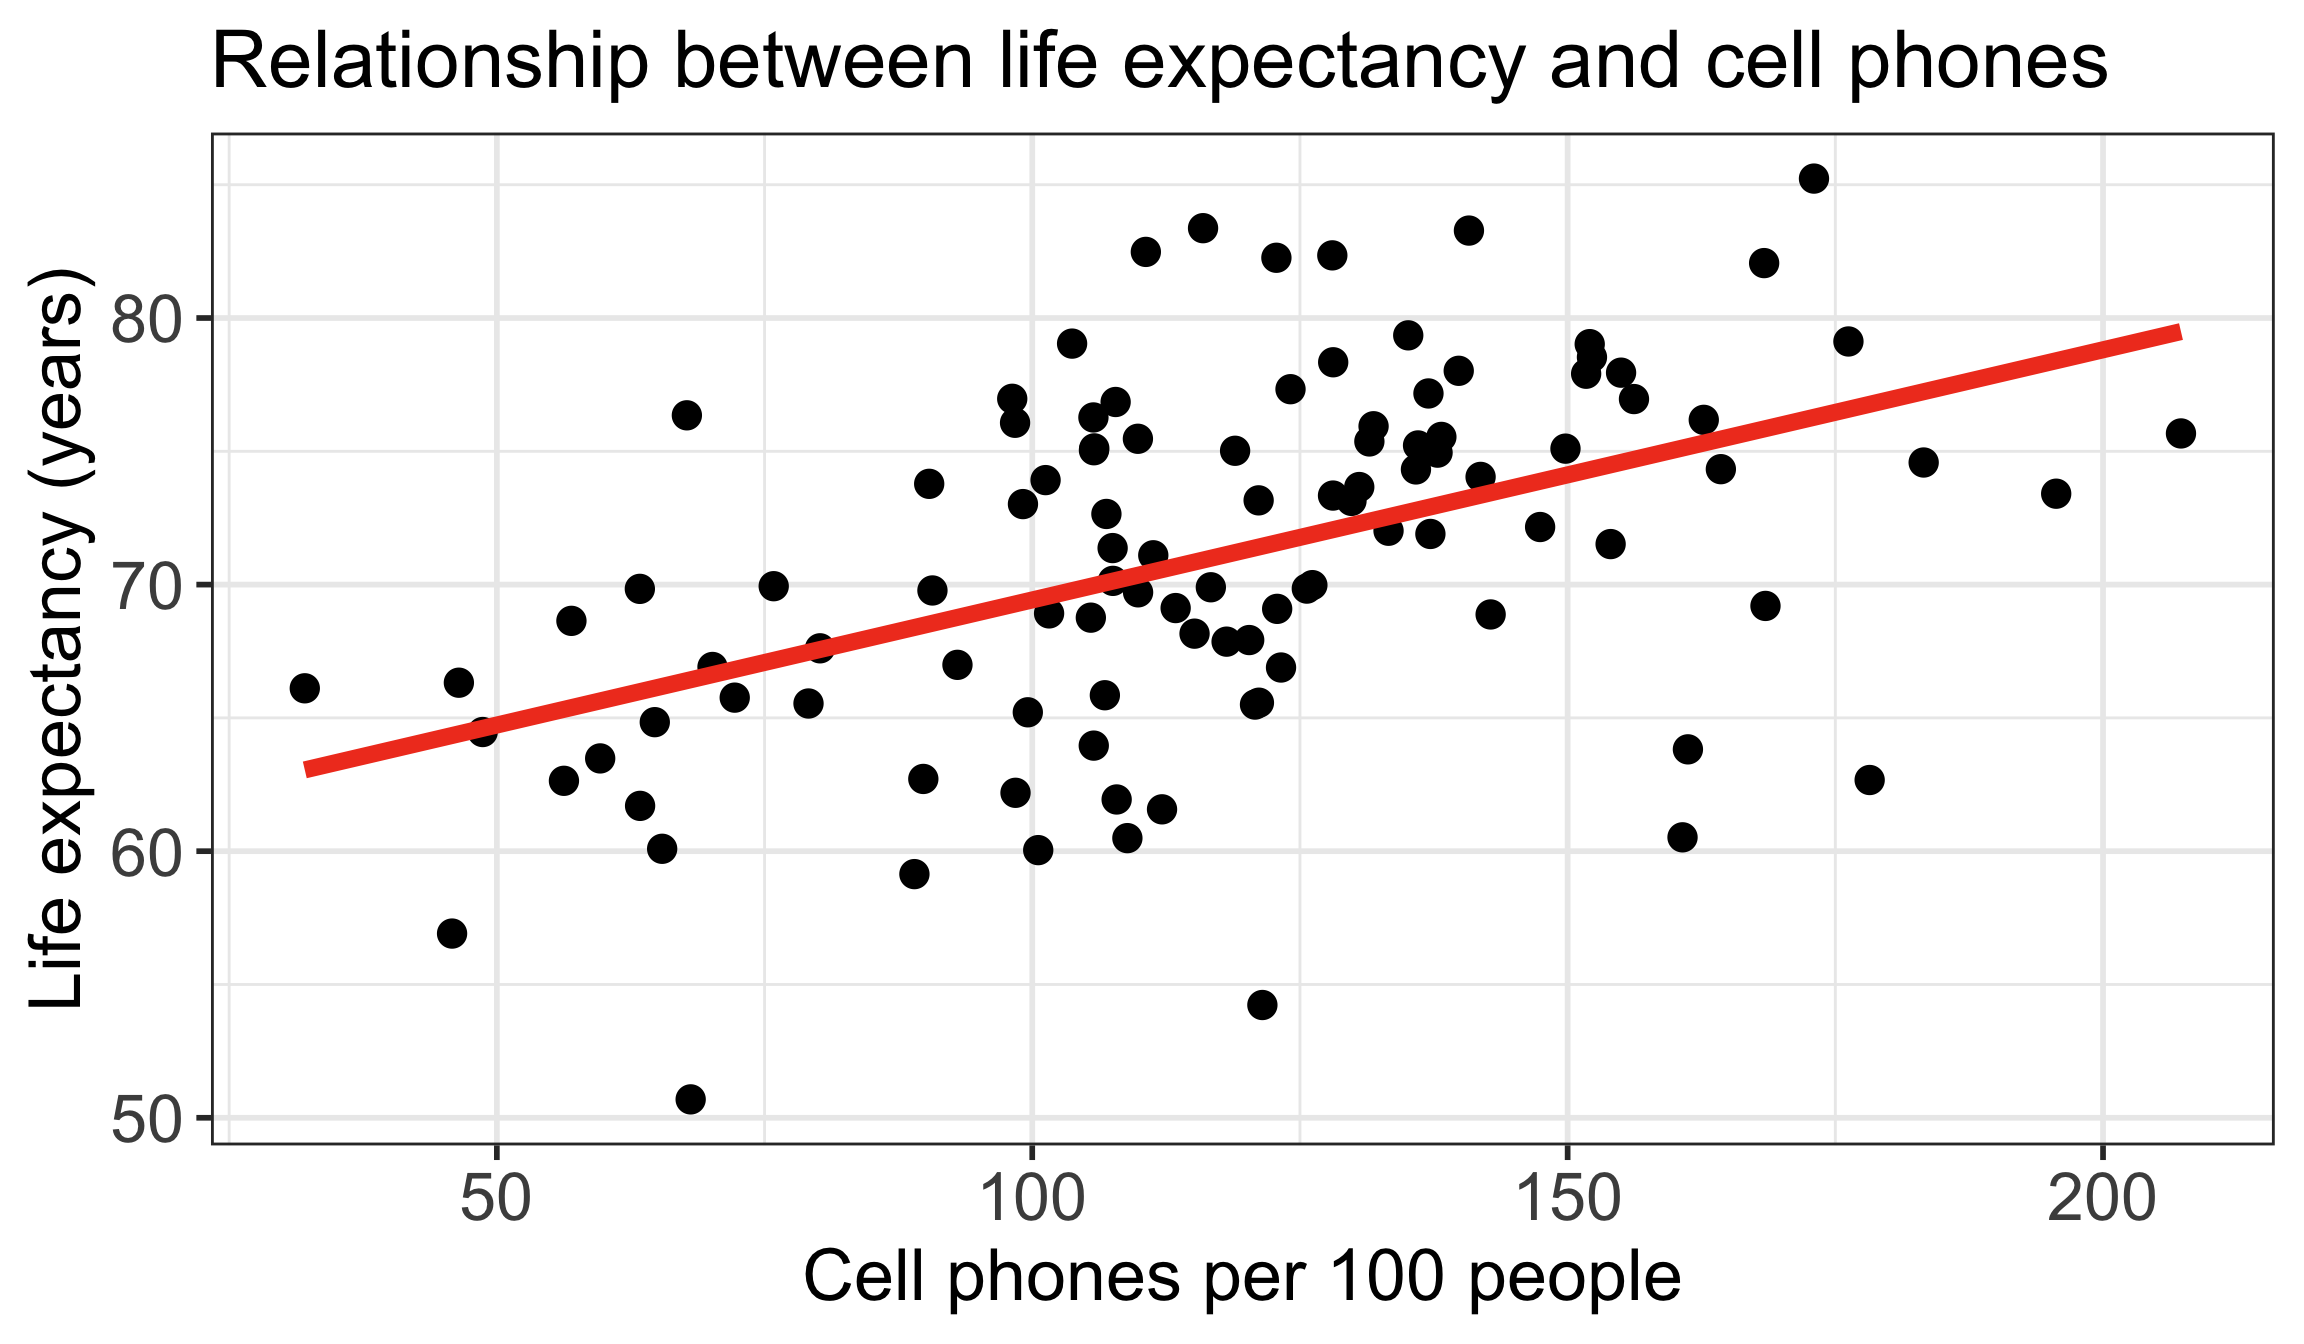 Relationship between life expectancy and cell phones
Life expectancy (years)
80
70
60
50
50 100 150 200
Cell phones per 100 people